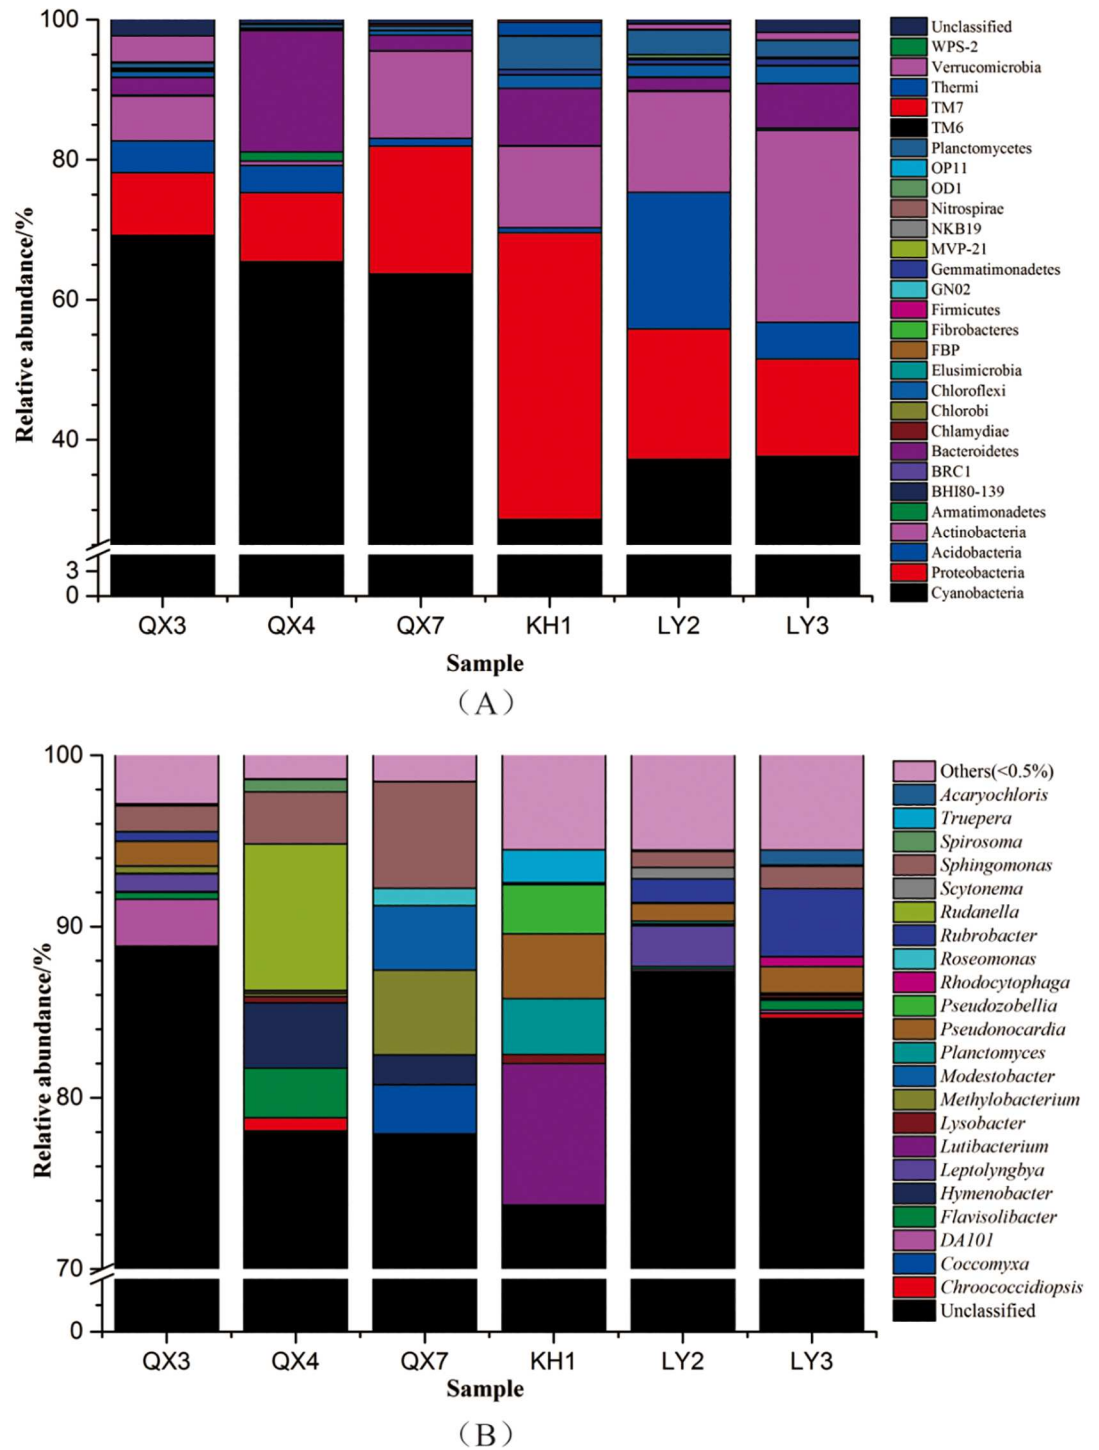 100
80
60
40
3
0
Relative abundance/%
QX3 QX4 QX7 KH1 LY2 LY3
Sample
Unclassified
WPS-2
Verrucomicrobia
Thermi
TM7
TM6
Planctomycetes
OP11
OD1
Nitrospirae
NKB19
MVP-21
Gemmatimonadetes
GN02
Firmicutes
Fibrobacteres
FBP
Elusimicrobia
Chloroflexi
Chlorobi
Chlamydiae
Bacteroidetes
BRC1
BHI80-139
Armatimonadetes
Actinobacteria
Acidobacteria
Proteobacteria
Cyanobacteria
（A）
100
90
80
70
0
Relative abundance/%
QX3 QX4 QX7 KH1 LY2 LY3
Sample
Others(<0.5%)
Acaryochloris
Truepera
Spirosoma
Sphingomonas
Scytonema
Rudanella
Rubrobacter
Roseomonas
Rhodocytophaga
Pseudozobellia
Pseudonocardia
Planctomyces
Modestobacter
Methylobacterium
Lysobacter
Lutibacterium
Leptolyngbya
Hymenobacter
Flavisolibacter
DA101
Coccomyxa
Chroococcidiopsis
Unclassified
（B）